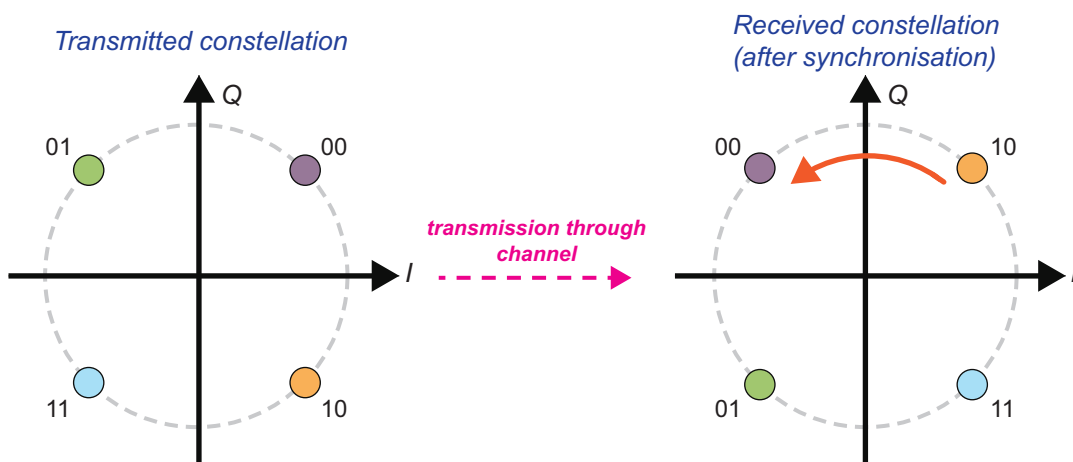 Transmitted constellation
Q
01
00
I
11
10
transmission through
channel
Received constellation
(after synchronisation)
Q
00
10
I
01
11